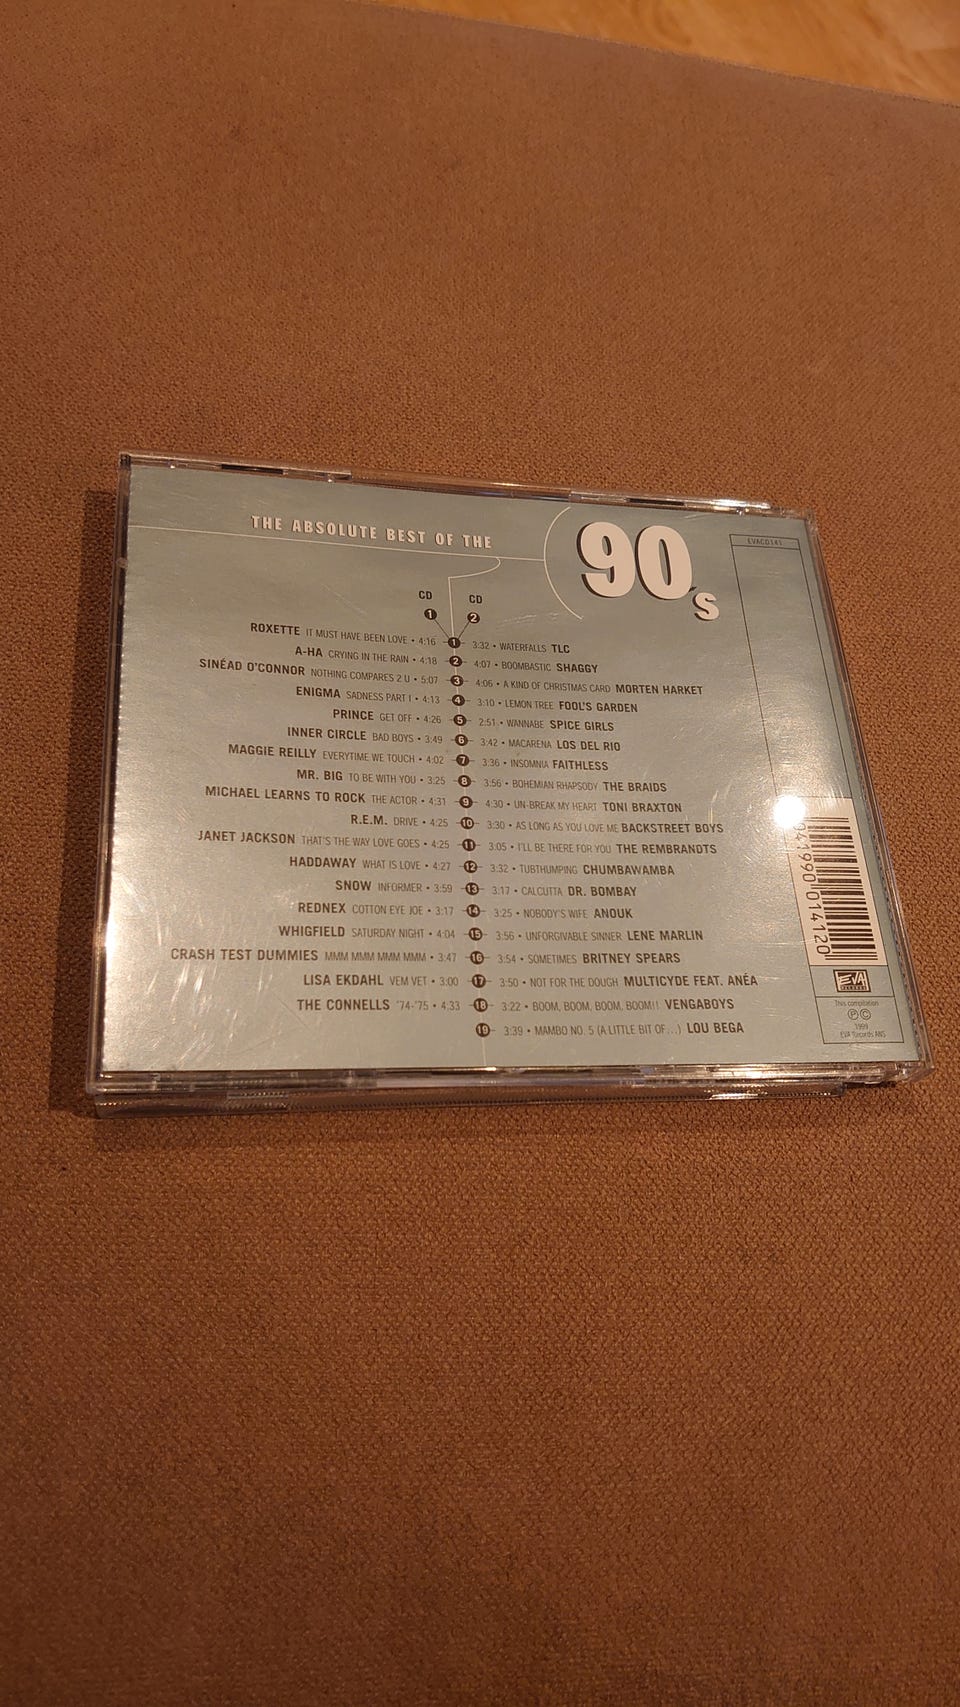 THE ABSOLUTE BEST OF THE 90's
EVACD141
CD 1 CD 2
ROXETTE IT MUST HAVE BEEN LOVE • 4:16 1 3:32 • WATERFALLS TLC
A-HA CRYING IN THE RAIN • 4:18 2 4:07 • BOOMBASTIC SHAGGY
SINÉAD O'CONNOR NOTHING COMPARES 2 U • 5:07 3 4:06 • A KIND OF CHRISTMAS CARD MORTEN HARKET
ENIGMA SADNESS PART I • 4:13 4 3:10 • LEMON TREE FOOL'S GARDEN
PRINCE GET OFF • 4:26 5 2:51 • WANNABE SPICE GIRLS
INNER CIRCLE BAD BOYS • 3:49 6 3:42 • MACARENA LOS DEL RIO
MAGGIE REILLY EVERYTIME WE TOUCH • 4:02 7 3:36 • INSOMNIA FAITHLESS
MR. BIG TO BE WITH YOU • 3:25 8 3:56 • BOHEMIAN RHAPSODY THE BRAIDS
MICHAEL LEARNS TO ROCK THE ACTOR • 4:31 9 4:30 • UN-BREAK MY HEART TONI BRAXTON
R.E.M. DRIVE • 4:25 10 3:30 • AS LONG AS YOU LOVE ME BACKSTREET BOYS
JANET JACKSON THAT'S THE WAY LOVE GOES • 4:25 11 3:05 • I'LL BE THERE FOR YOU THE REMBRANDTS
HADDAWAY WHAT IS LOVE • 4:27 12 3:32 • TUBTHUMPING CHUMBAWAMBA
SNOW INFORMER • 3:59 13 3:17 • CALCUTTA DR. BOMBAY
REDNEX COTTON EYE JOE • 3:17 14 3:25 • NOBODY'S WIFE ANOUK
WHIGFIELD SATURDAY NIGHT • 4:04 15 3:56 • UNFORGIVABLE SINNER LENE MARLIN
CRASH TEST DUMMIES MMM MMM MMM MMM • 3:47 16 3:54 • SOMETIMES BRITNEY SPEARS
LISA EKDAHL VEM VET • 3:00 17 3:50 • NOT FOR THE DOUGH MULTICYDE FEAT. ANÉA
THE CONNELLS '74-'75 • 4:33 18 3:22 • BOOM, BOOM, BOOM, BOOM!! VENGABOYS
19 3:39 • MAMBO NO. 5 (A LITTLE BIT OF...) LOU BEGA
EVA
RECORDS
This compilation
℗ ©
1999
EVA Records ANS